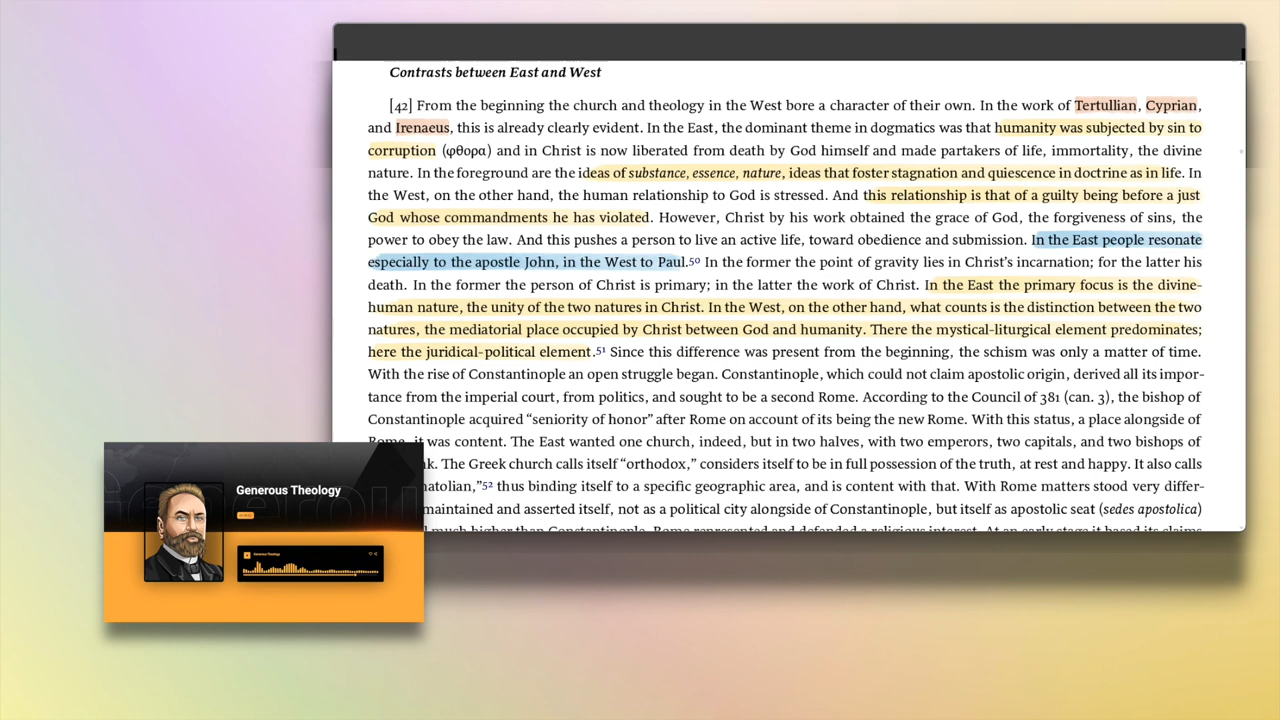 Contrasts between East and West
[42] From the beginning the church and theology in the West bore a character of their own. In the work of Tertullian, Cyprian,
and Irenaeus, this is already clearly evident. In the East, the dominant theme in dogmatics was that humanity was subjected by sin to
corruption (φθορα) and in Christ is now liberated from death by God himself and made partakers of life, immortality, the divine
nature. In the foreground are the ideas of substance, essence, nature, ideas that foster stagnation and quiescence in doctrine as in life. In
the West, on the other hand, the human relationship to God is stressed. And this relationship is that of a guilty being before a just
God whose commandments he has violated. However, Christ by his work obtained the grace of God, the forgiveness of sins, the
power to obey the law. And this pushes a person to live an active life, toward obedience and submission. In the East people resonate
especially to the apostle John, in the West to Paul.50 In the former the point of gravity lies in Christ's incarnation; for the latter his
death. In the former the person of Christ is primary; in the latter the work of Christ. In the East the primary focus is the divine-
human nature, the unity of the two natures in Christ. In the West, on the other hand, what counts is the distinction between the two
natures, the mediatorial place occupied by Christ between God and humanity. There the mystical-liturgical element predominates;
here the juridical-political element.51 Since this difference was present from the beginning, the schism was only a matter of time.
With the rise of Constantinople an open struggle began. Constantinople, which could not claim apostolic origin, derived all its impor-
tance from the imperial court, from politics, and sought to be a second Rome. According to the Council of 381 (can. 3), the bishop of
Constantinople acquired “seniority of honor” after Rome on account of its being the new Rome. With this status, a place alongside of
Rome, it was content. The East wanted one church, indeed, but in two halves, with two emperors, two capitals, and two bishops of
k. The Greek church calls itself “orthodox,” considers itself to be in full possession of the truth, at rest and happy. It also calls
natolian,”52 thus binding itself to a specific geographic area, and is content with that. With Rome matters stood very differ-
maintained and asserted itself, not as a political city alongside of Constantinople, but itself as apostolic seat (sedes apostolica)
much higher than Constantinople. Rome represented and defended a religious interest. At an early stage it based its claims
Generous Theology
Generous Theology